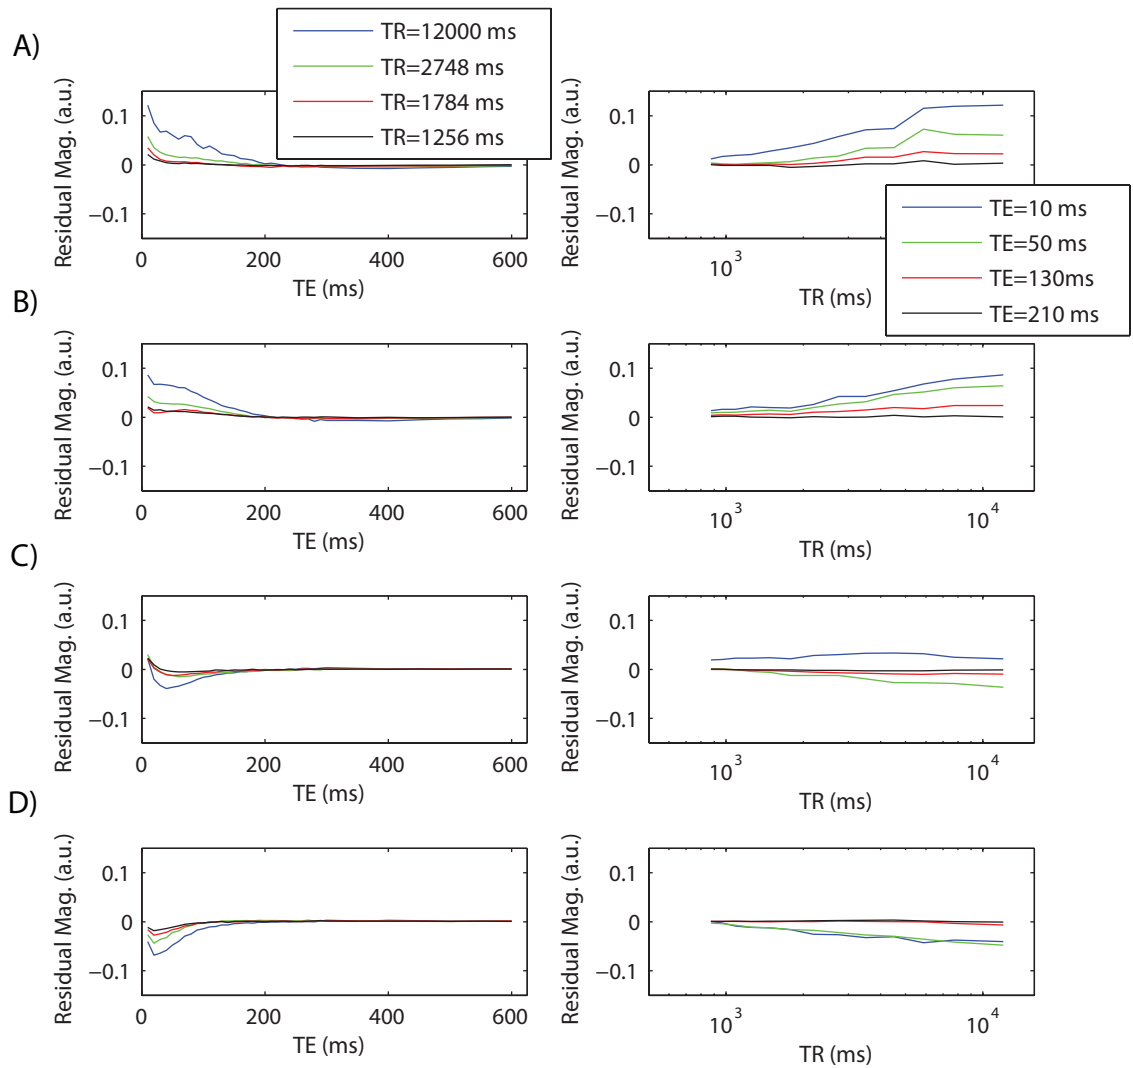 A)
TR=12000 ms
TR=2748 ms
TR=1784 ms
TR=1256 ms
Residual Mag. (a.u.)
0.1
0
−0.1
0
200
400
600
TE (ms)
Residual Mag. (a.u.)
0.1
0
−0.1
10³
TR (ms)
TE=10 ms
TE=50 ms
TE=130ms
TE=210 ms
B)
Residual Mag. (a.u.)
0.1
0
−0.1
0
200
400
600
TE (ms)
Residual Mag. (a.u.)
0.1
0
−0.1
10³
10⁴
TR (ms)
C)
Residual Mag. (a.u.)
0.1
0
−0.1
0
200
400
600
TE (ms)
Residual Mag. (a.u.)
0.1
0
−0.1
10³
10⁴
TR (ms)
D)
Residual Mag. (a.u.)
0.1
0
−0.1
0
200
400
600
TE (ms)
Residual Mag. (a.u.)
0.1
0
−0.1
10³
10⁴
TR (ms)